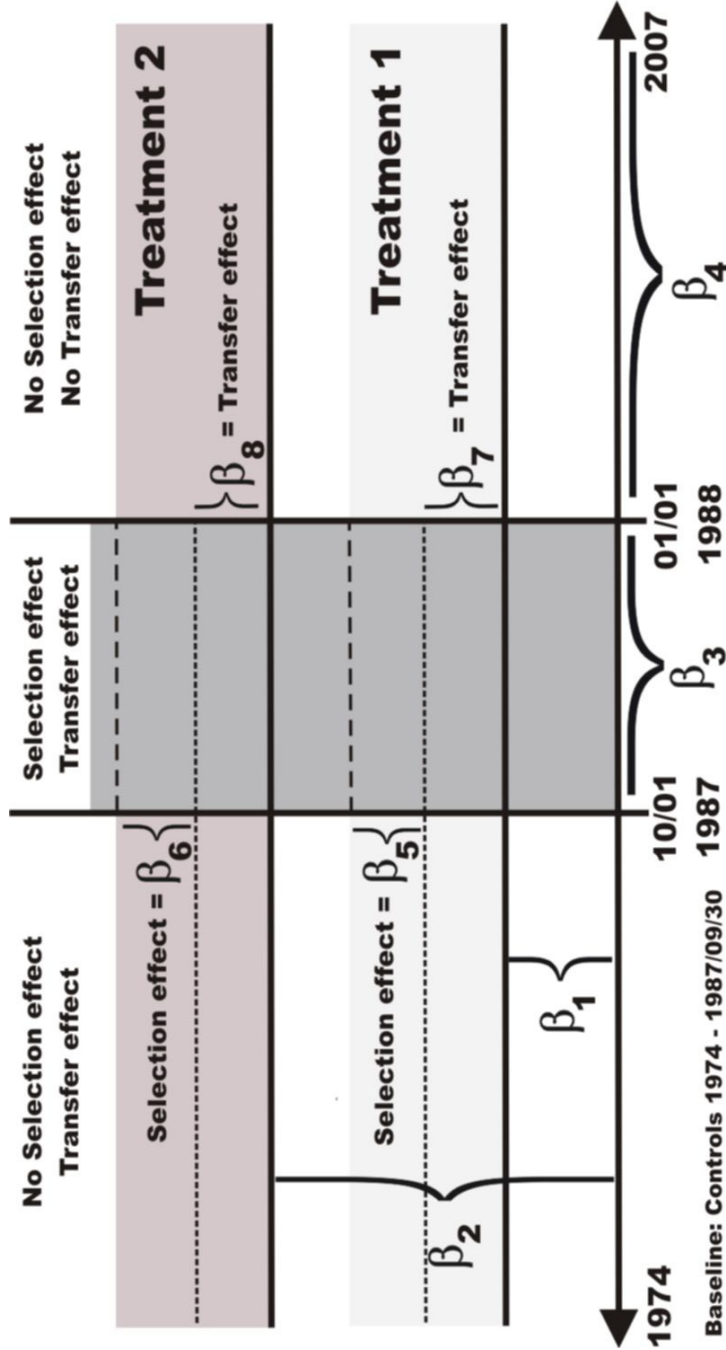 No Selection effect
Transfer effect
Selection effect
Transfer effect
No Selection effect
No Transfer effect
Treatment 2
Selection effect = β6
β8 = Transfer effect
Treatment 1
Selection effect = β5
β7 = Transfer effect
β2
β1
1974
10/01
1987
01/01
1988
2007
β3
β4
Baseline: Controls 1974 - 1987/09/30